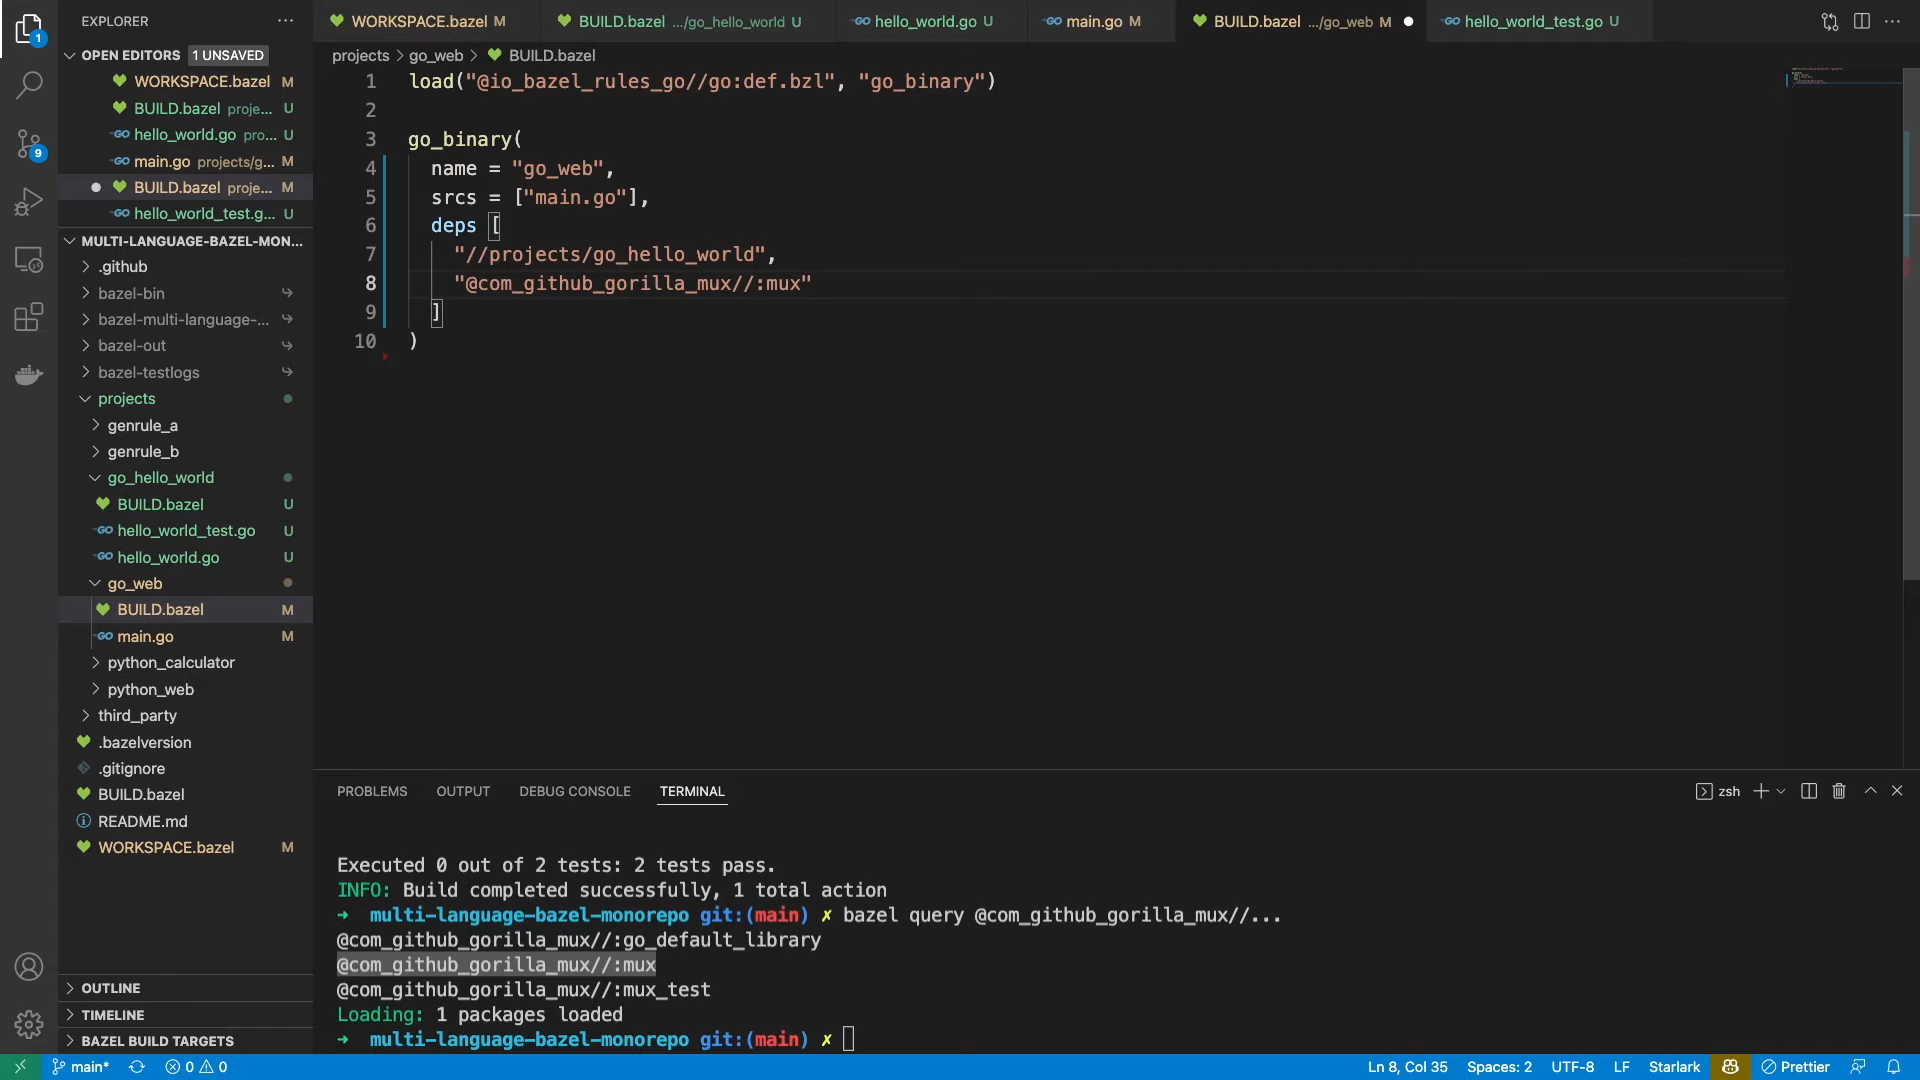 EXPLORER
WORKSPACE.bazel M
BUILD.bazel .../go_hello_world U
hello_world.go U
main.go M
BUILD.bazel .../go_web M
hello_world_test.go U
OPEN EDITORS 1 UNSAVED
WORKSPACE.bazel M
BUILD.bazel proje... U
hello_world.go pro... U
main.go projects/g... M
BUILD.bazel proje... M
hello_world_test.g... U
MULTI-LANGUAGE-BAZEL-MON...
.github
bazel-bin
bazel-multi-language-...
bazel-out
bazel-testlogs
projects
genrule_a
genrule_b
go_hello_world
BUILD.bazel U
hello_world_test.go U
hello_world.go U
go_web
BUILD.bazel M
main.go M
python_calculator
python_web
third_party
.bazelversion
.gitignore
BUILD.bazel
README.md
WORKSPACE.bazel M
OUTLINE
TIMELINE
BAZEL BUILD TARGETS
1
9
projects > go_web > BUILD.bazel
1 load("@io_bazel_rules_go//go:def.bzl", "go_binary")
2
3 go_binary(
4 name = "go_web",
5 srcs = ["main.go"],
6 deps [
7 "//projects/go_hello_world",
8 "@com_github_gorilla_mux//:mux"
9 ]
10 )
PROBLEMS OUTPUT DEBUG CONSOLE TERMINAL
zsh
Executed 0 out of 2 tests: 2 tests pass.
INFO: Build completed successfully, 1 total action
➜ multi-language-bazel-monorepo git:(main) ✗ bazel query @com_github_gorilla_mux//...
@com_github_gorilla_mux//:go_default_library
@com_github_gorilla_mux//:mux
@com_github_gorilla_mux//:mux_test
Loading: 1 packages loaded
➜ multi-language-bazel-monorepo git:(main) ✗
main* 0 0 Ln 8, Col 35 Spaces: 2 UTF-8 LF Starlark Prettier